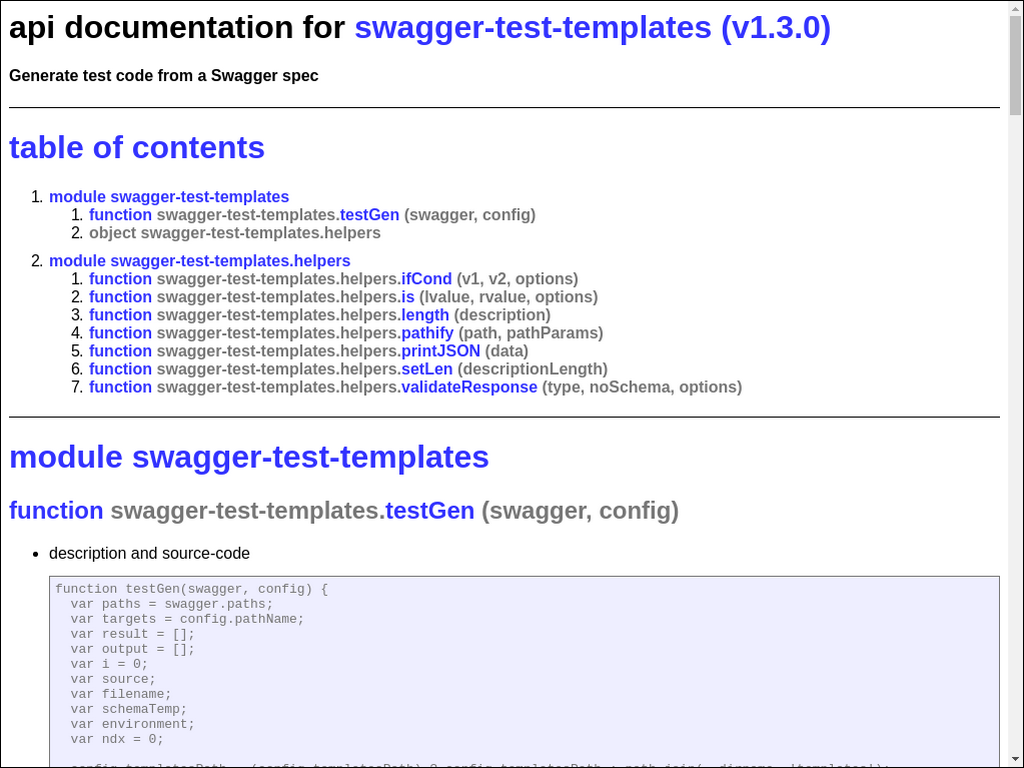 api documentation for swagger-test-templates (v1.3.0)
Generate test code from a Swagger spec
table of contents
1. module swagger-test-templates
1. function swagger-test-templates.testGen (swagger, config)
2. object swagger-test-templates.helpers
2. module swagger-test-templates.helpers
1. function swagger-test-templates.helpers.ifCond (v1, v2, options)
2. function swagger-test-templates.helpers.is (lvalue, rvalue, options)
3. function swagger-test-templates.helpers.length (description)
4. function swagger-test-templates.helpers.pathify (path, pathParams)
5. function swagger-test-templates.helpers.printJSON (data)
6. function swagger-test-templates.helpers.setLen (descriptionLength)
7. function swagger-test-templates.helpers.validateResponse (type, noSchema, options)
module swagger-test-templates
function swagger-test-templates.testGen (swagger, config)
• description and source-code
function testGen(swagger, config) {
  var paths = swagger.paths;
  var targets = config.pathName;
  var result = [];
  var output = [];
  var i = 0;
  var source;
  var filename;
  var schemaTemp;
  var environment;
  var ndx = 0;